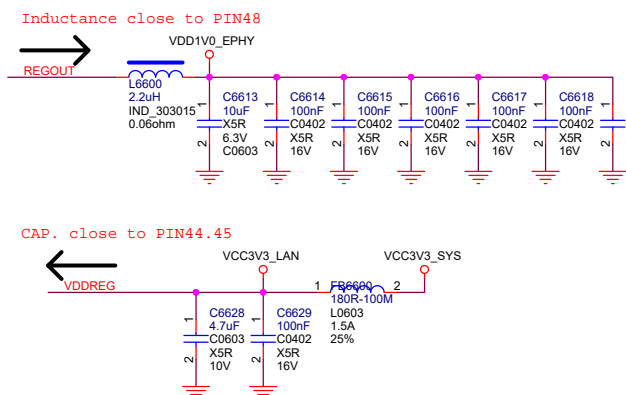 Inductance close to PIN48
VDD1V0_EPHY
REGOUT
L6600
2.2uH
IND_303015
0.06ohm
1
2
C6613
10uF
X5R
6.3V
C0603
1
2
C6614
100nF
C0402
X5R
16V
1
2
C6615
100nF
C0402
X5R
16V
1
2
C6616
100nF
C0402
X5R
16V
1
2
C6617
100nF
C0402
X5R
16V
1
2
C6618
100nF
C0402
X5R
16V
1
2
CAP. close to PIN44.45
VCC3V3_LAN
VCC3V3_SYS
VDDREG
1
FB6600
2
180R-100M
L0603
1.5A
25%
1
2
C6628
4.7uF
C0603
X5R
10V
1
2
C6629
100nF
C0402
X5R
16V